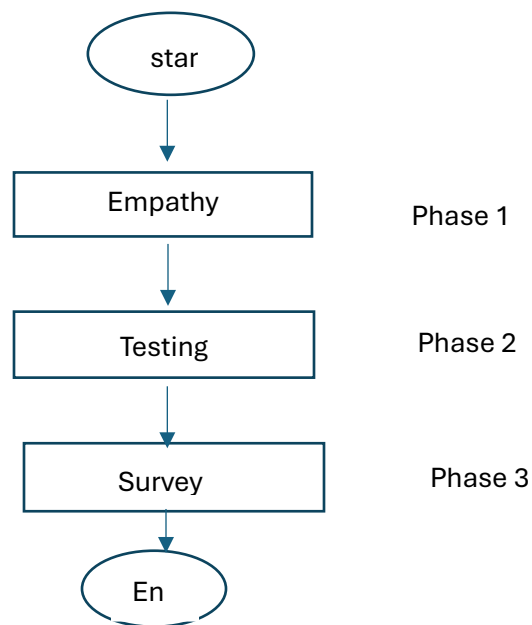 star
Empathy
Phase 1
Testing
Phase 2
Survey
Phase 3
En